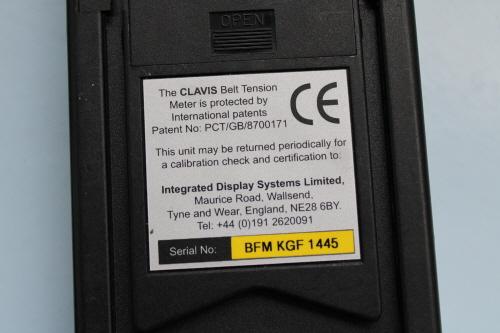 OPEN
The CLAVIS Belt Tension
Meter is protected by
International patents
Patent No: PCT/GB/8700171
CE
This unit may be returned periodically for
a calibration check and certification to:
Integrated Display Systems Limited,
Maurice Road, Wallsend,
Tyne and Wear, England, NE28 6BY.
Tel: +44 (0)191 2620091
Serial No: BFM KGF 1445